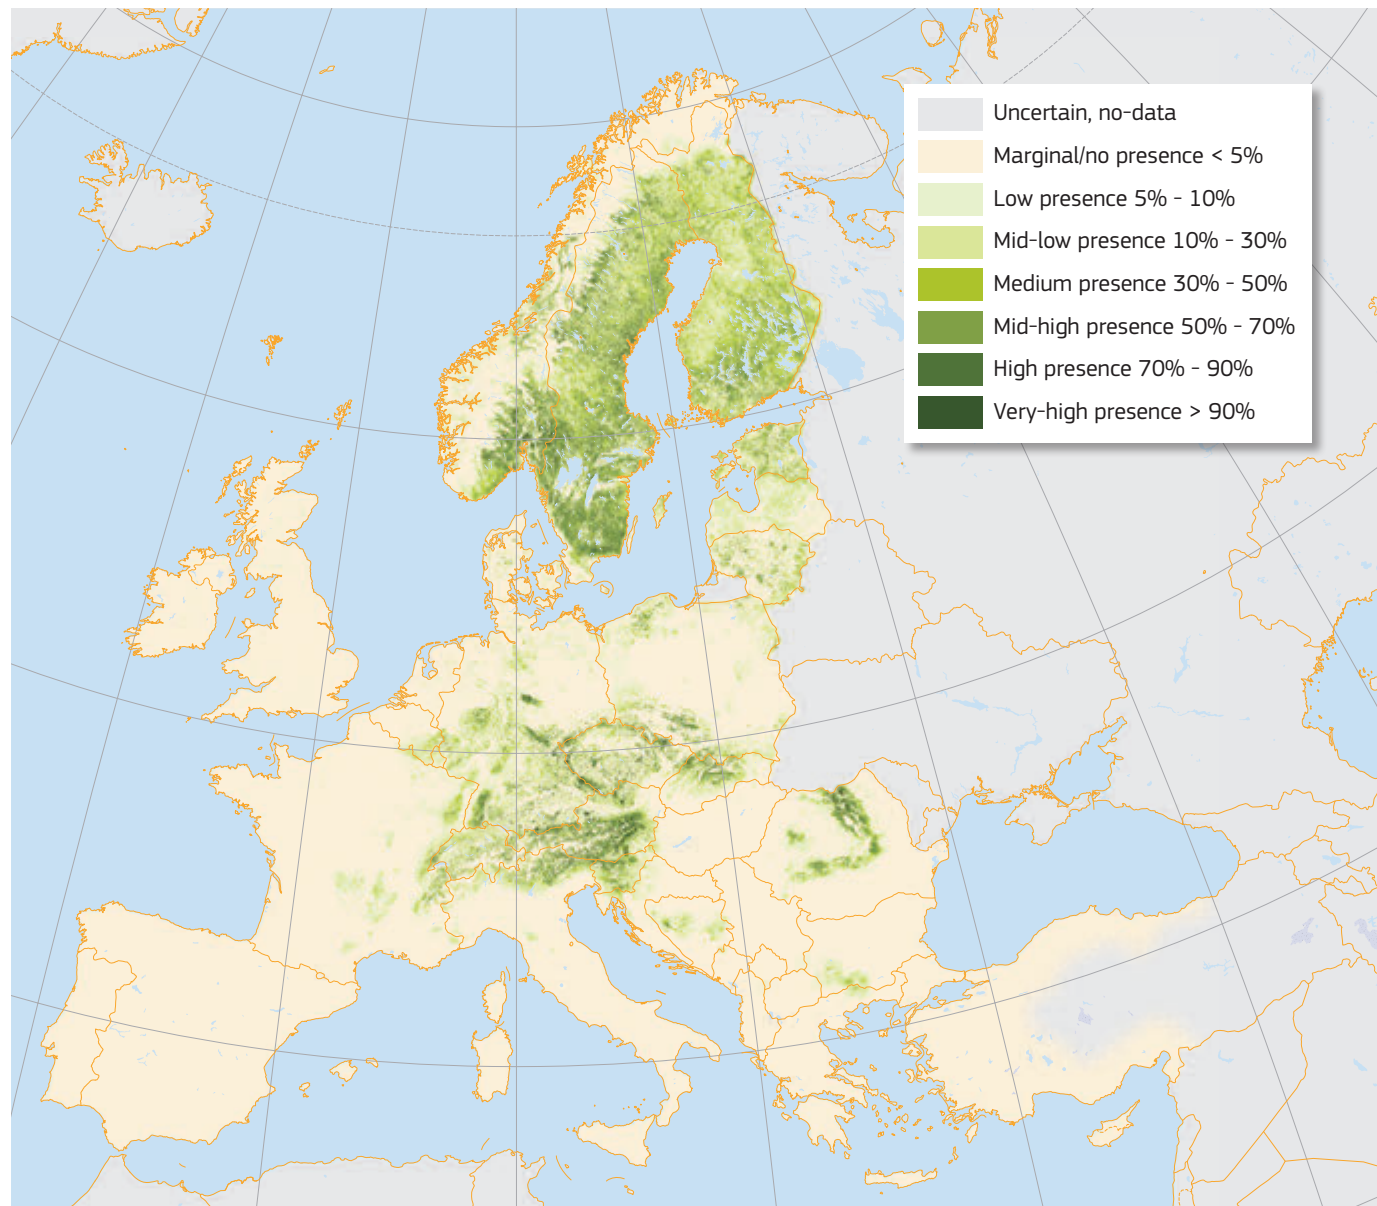 Uncertain, no-data
Marginal/no presence < 5%
Low presence 5% - 10%
Mid-low presence 10% - 30%
Medium presence 30% - 50%
Mid-high presence 50% - 70%
High presence 70% - 90%
Very-high presence > 90%